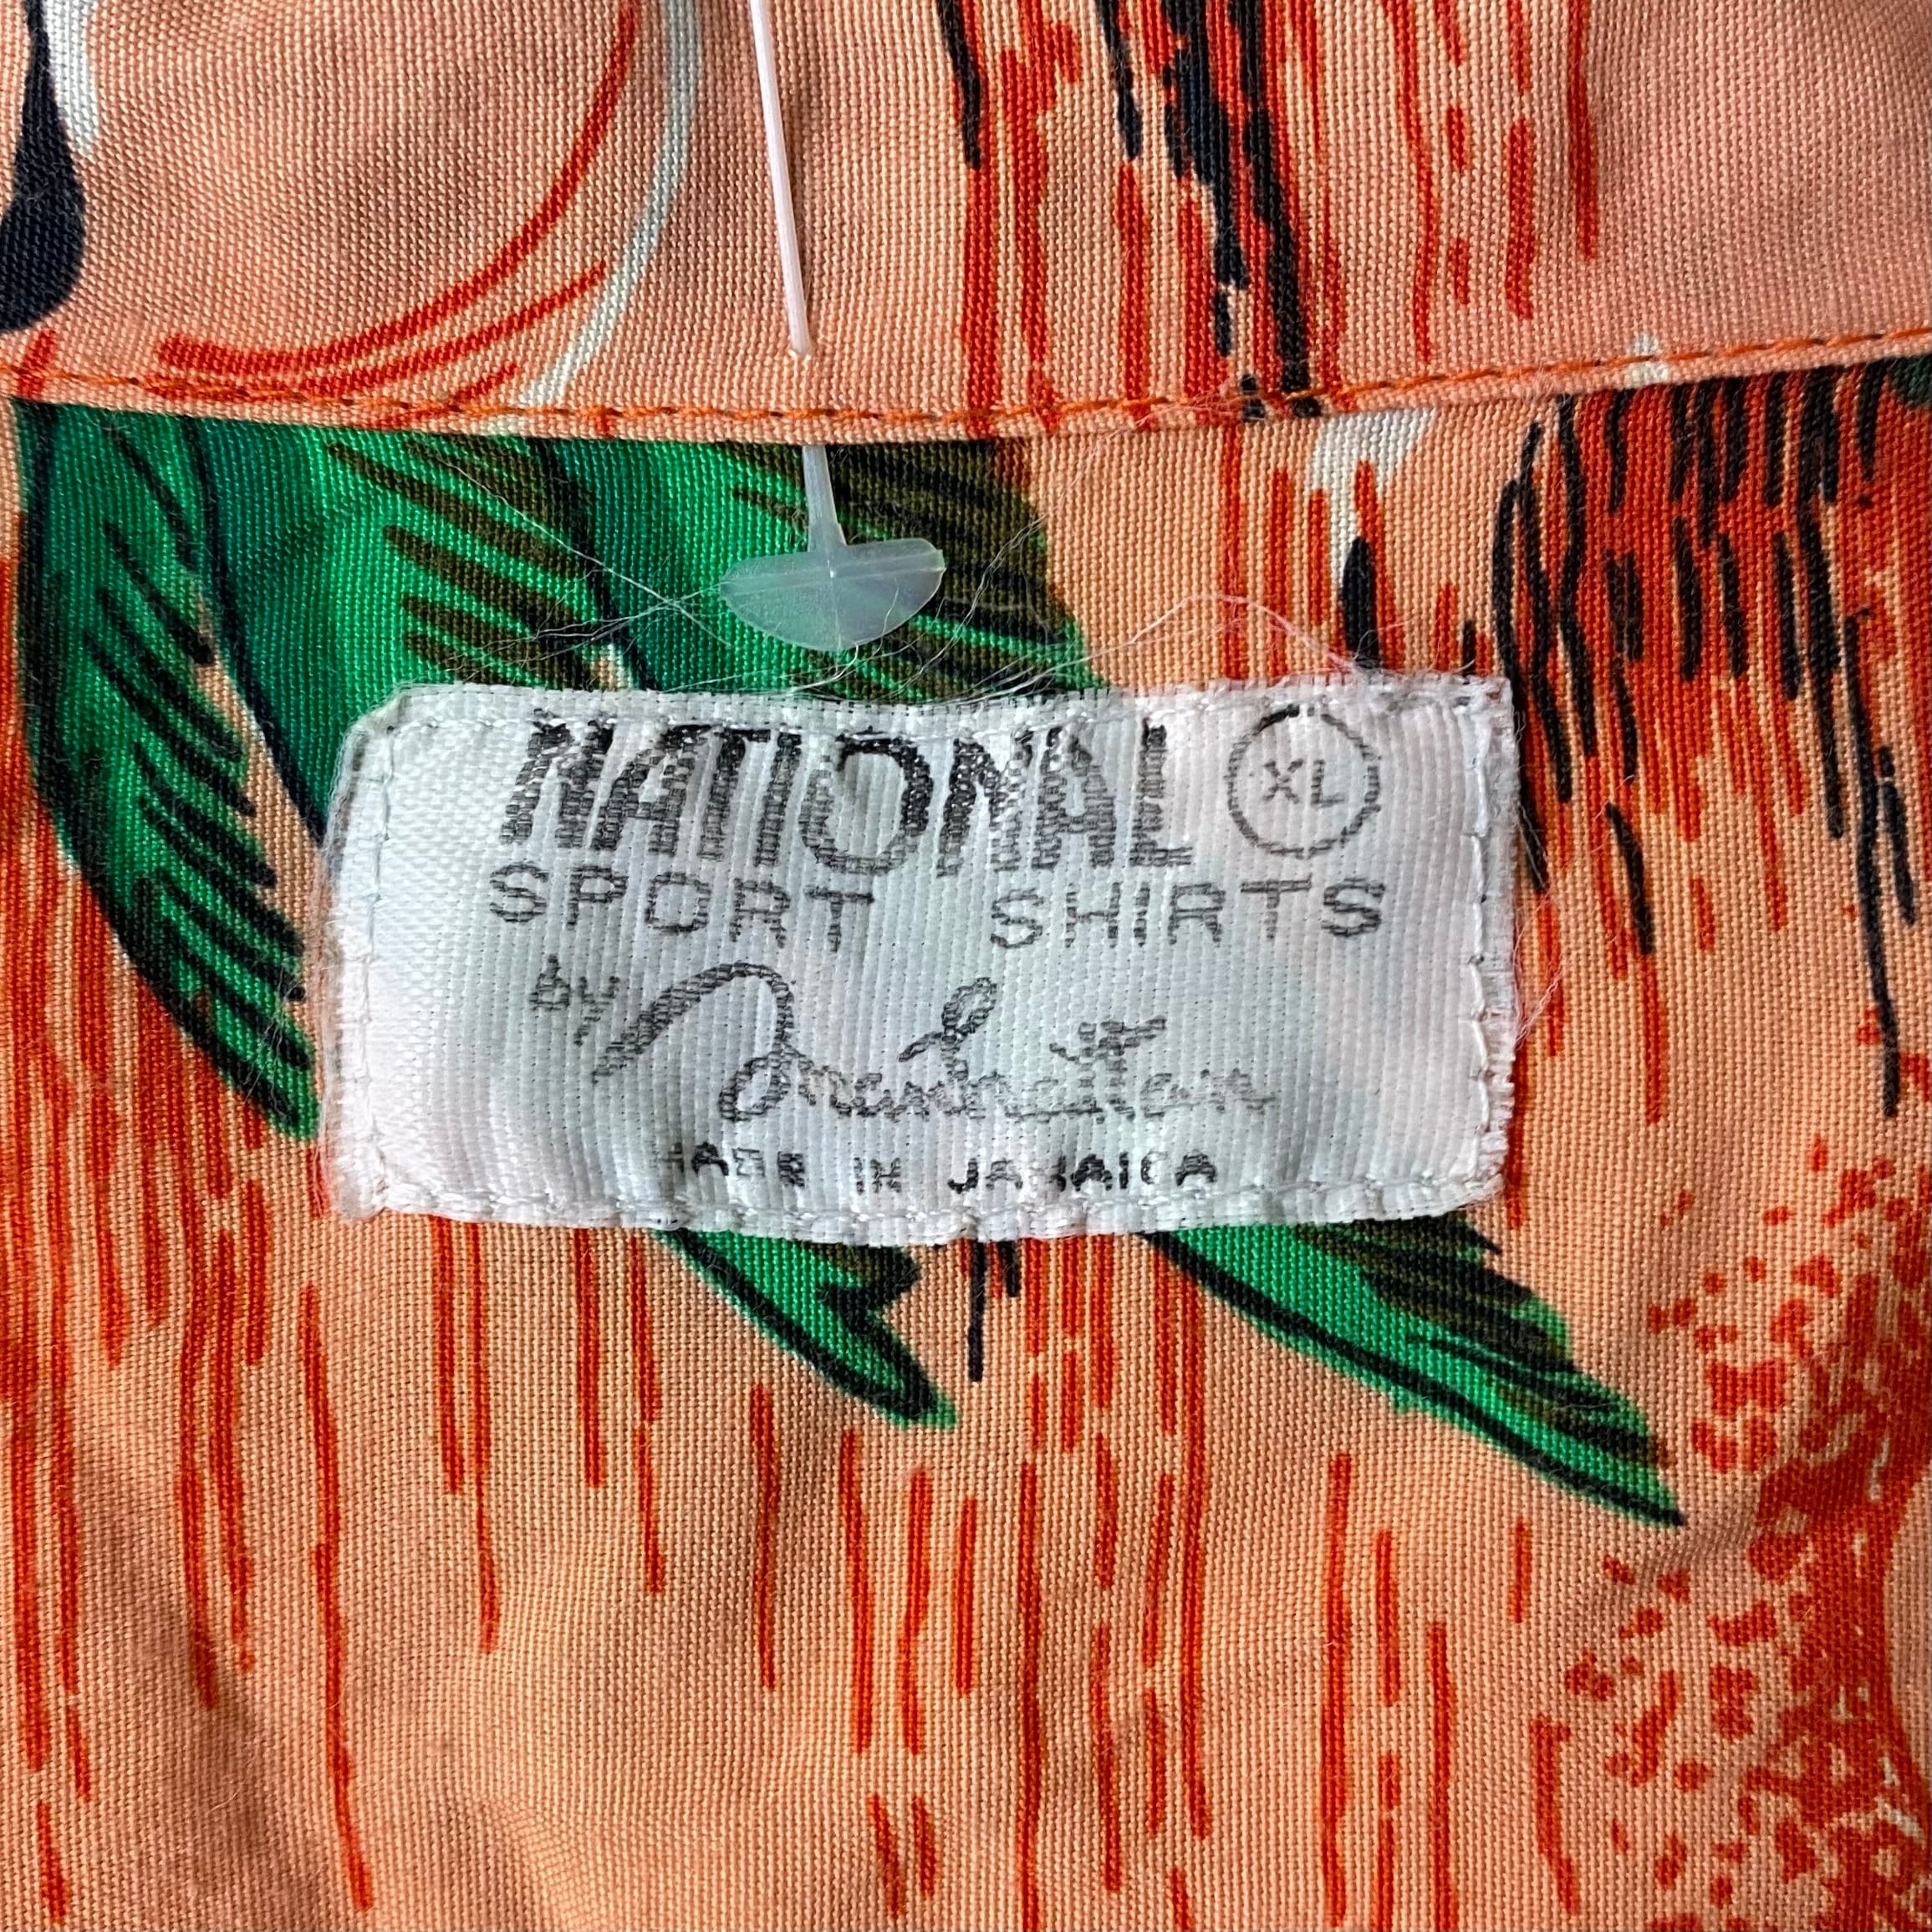 NATIONAL XL
SPORT SHIRTS
by Manhattan
MADE IN JAMAICA